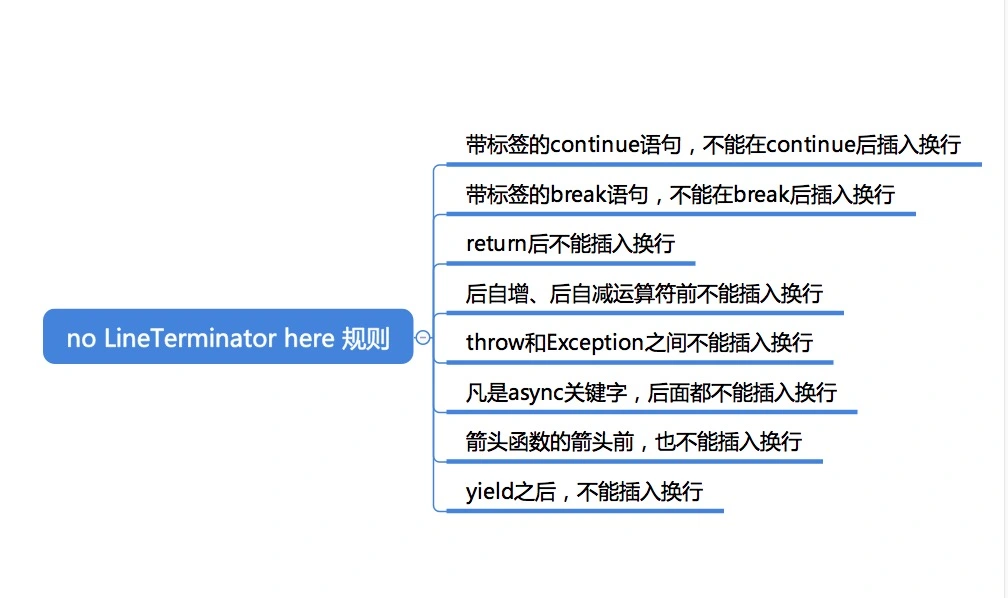 no LineTerminator here 规则
带标签的continue语句，不能在continue后插入换行
带标签的break语句，不能在break后插入换行
return后不能插入换行
后自增、后自减运算符前不能插入换行
throw和Exception之间不能插入换行
凡是async关键字，后面都不能插入换行
箭头函数的箭头前，也不能插入换行
yield之后，不能插入换行